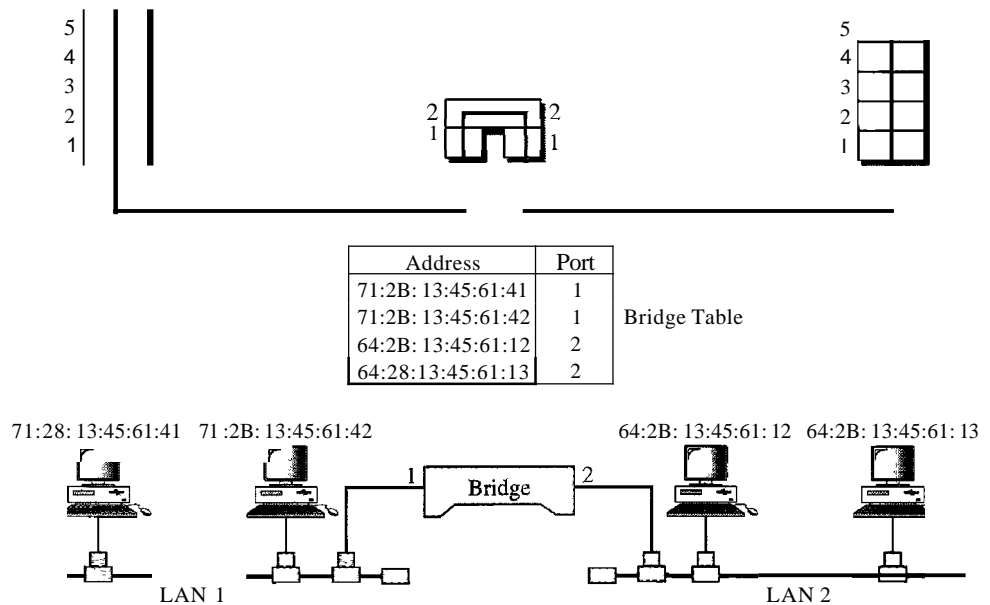 5
4
3
2
1
2
1
2
1
5
4
3
2
I
Address Port
71:2B: 13:45:61:41 1
71:2B: 13:45:61:42 1
64:2B: 13:45:61:12 2
64:28:13:45:61:13 2
Bridge Table
71:28: 13:45:61:41 71:2B: 13:45:61:42 64:2B: 13:45:61: 12 64:2B: 13:45:61: 13
1 Bridge 2
LAN 1 LAN 2